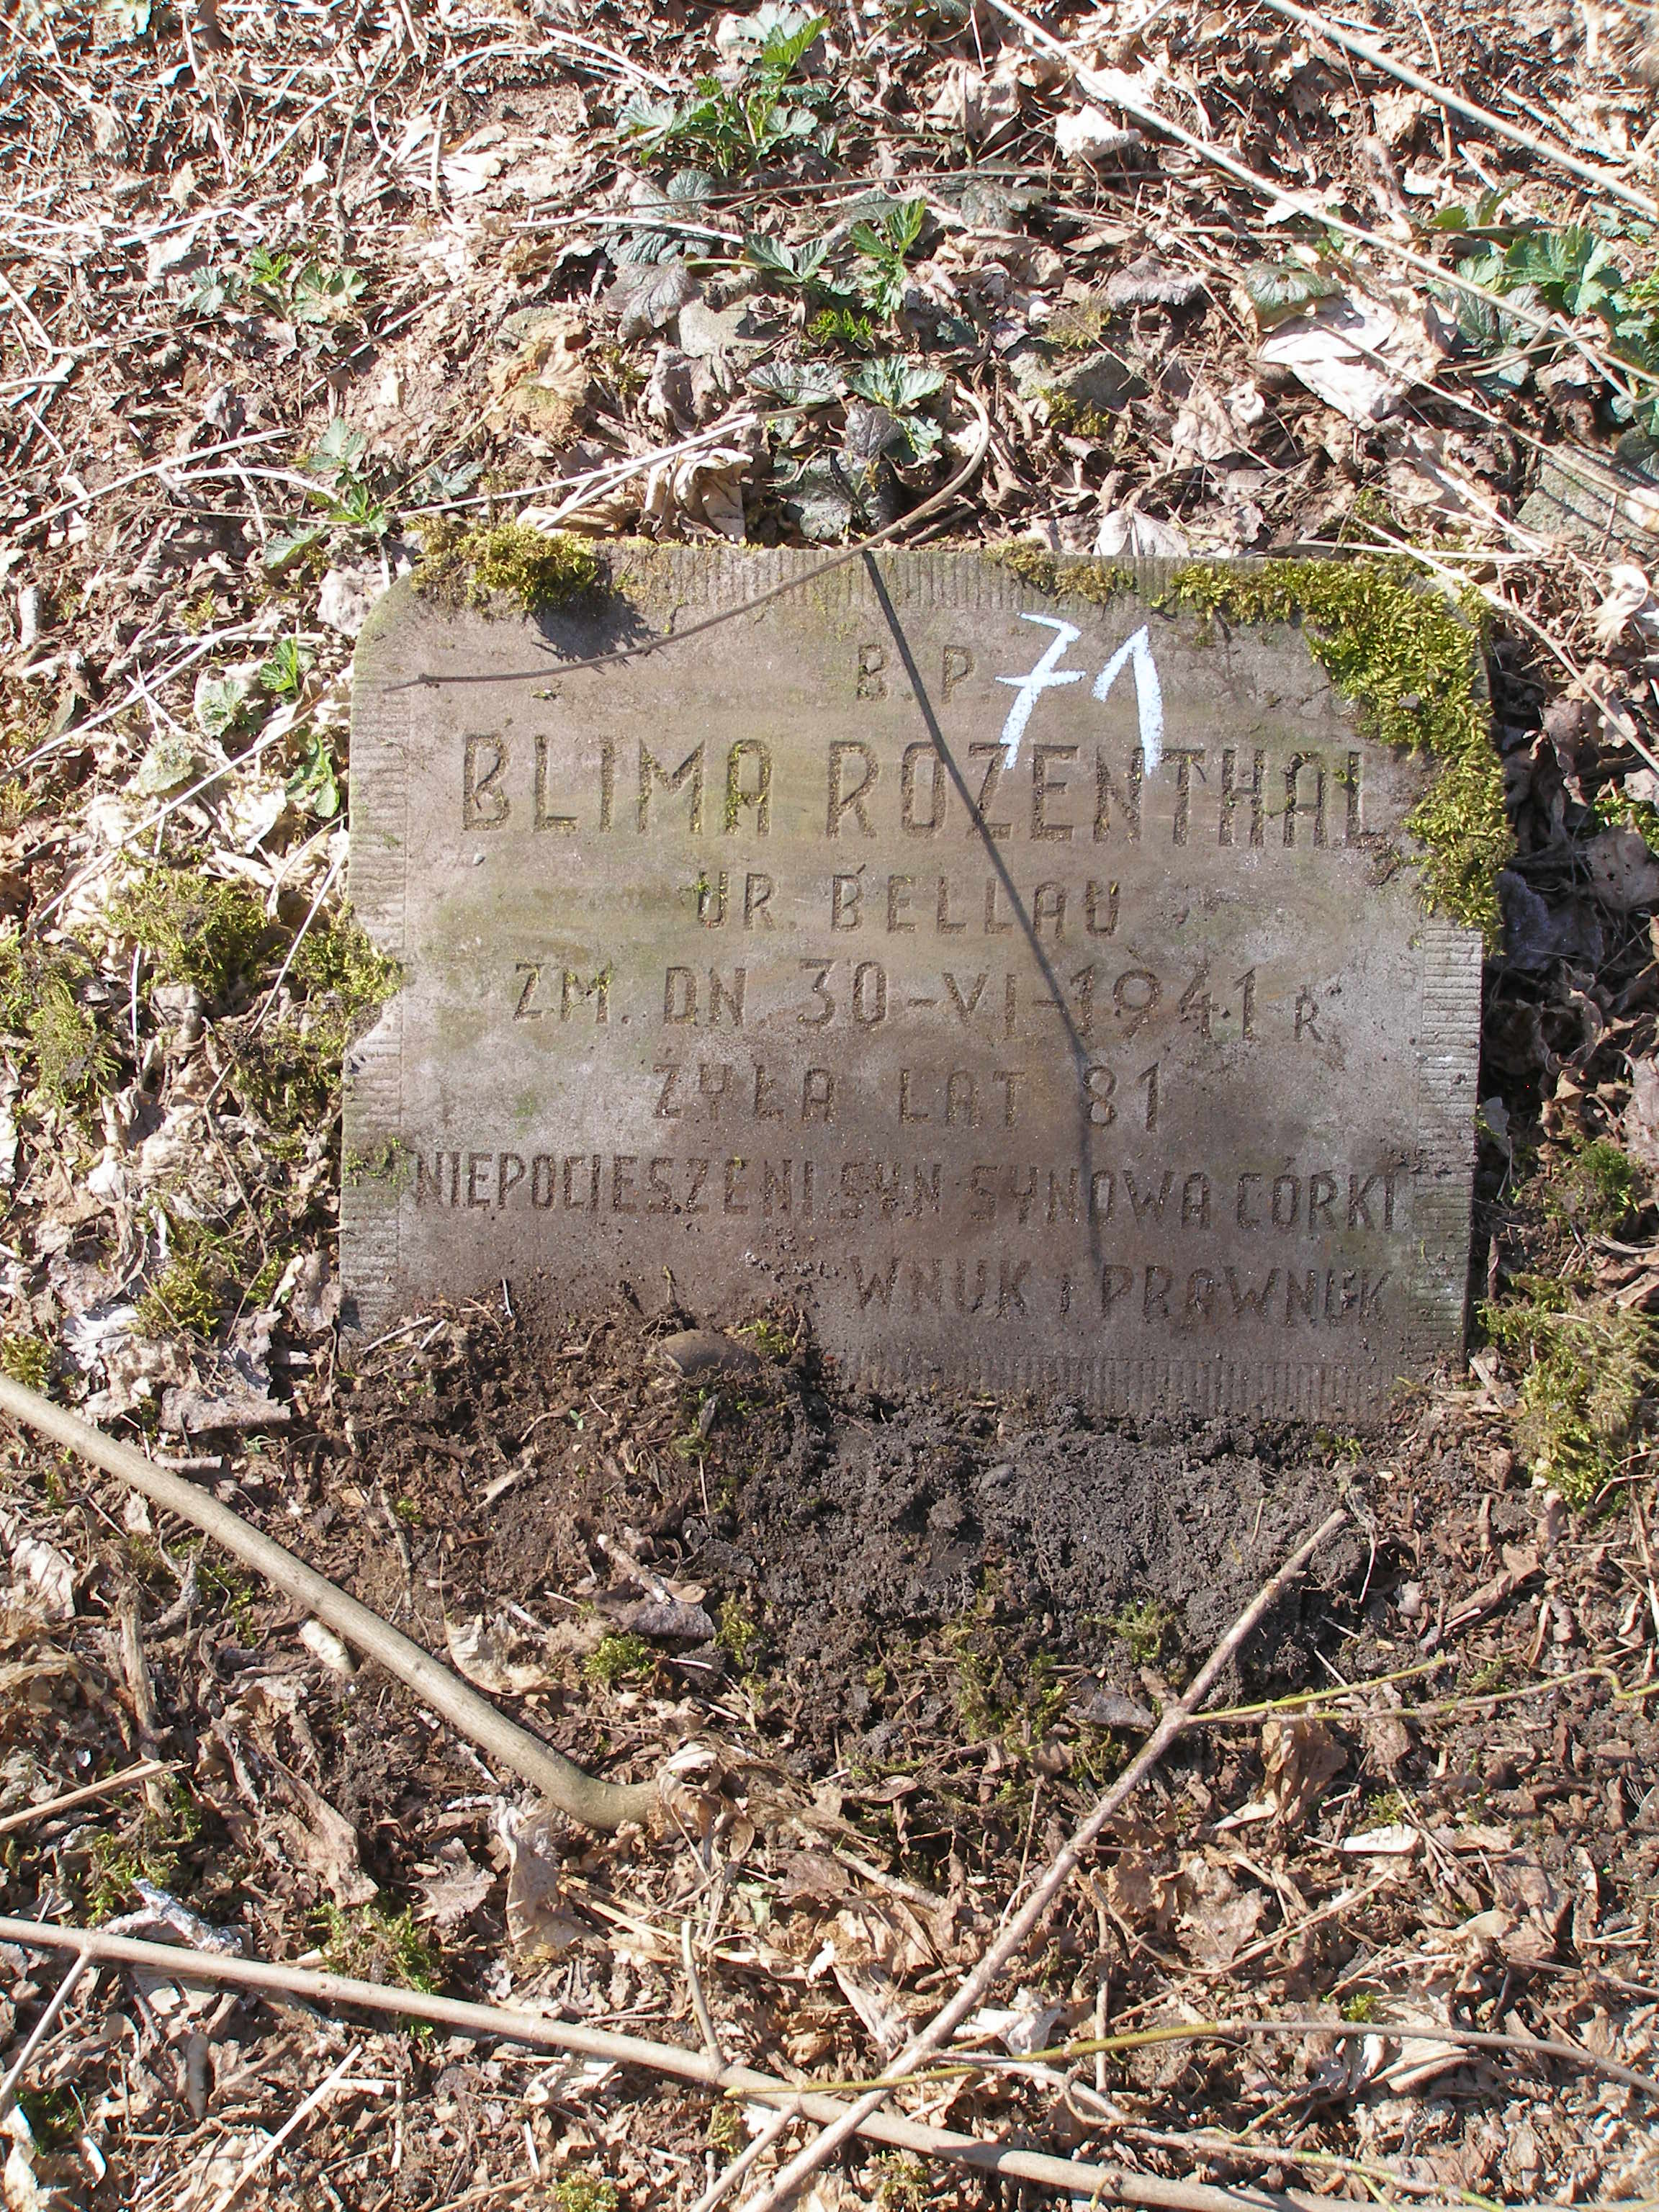 B. P.
71
BLIMA ROZENTHAL
UR. BELLAU
ZM. DN. 30-VI-1941 R.
ŻYŁA LAT 81
NIEPOCIESZENI SYN SYNOWA CÓRKI
WNUK i PRAWNUK